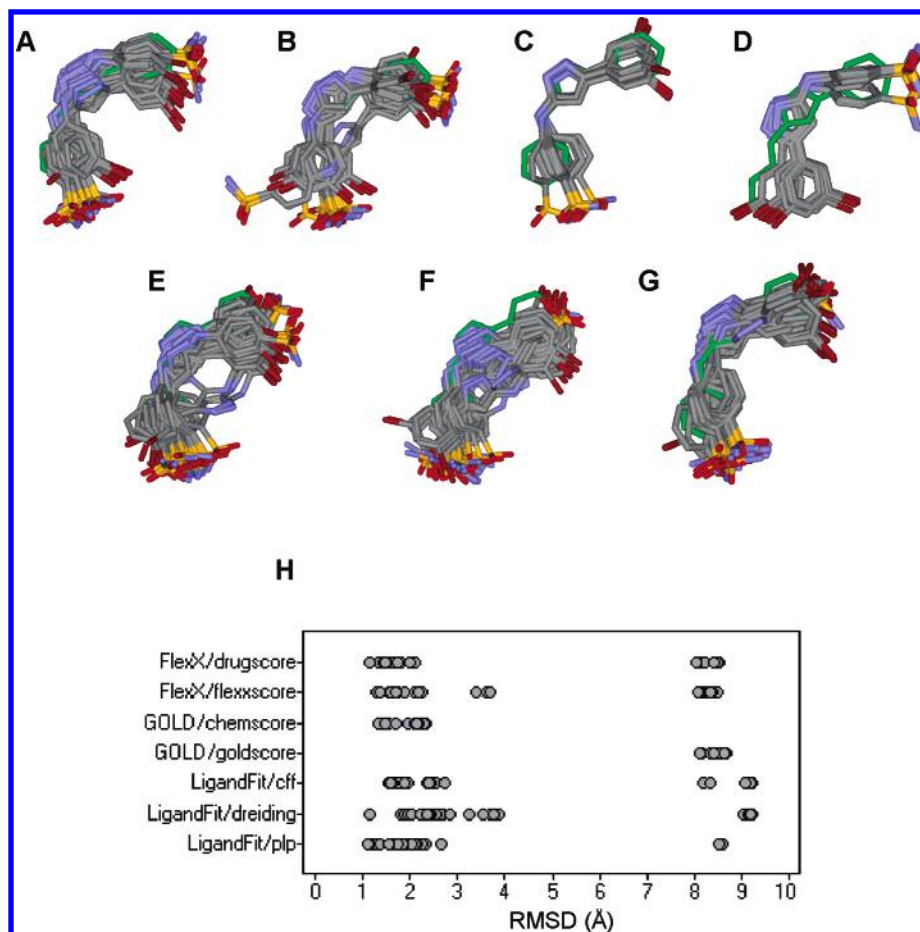 A B C D
E F G
H
FlexX/drugscore
FlexX/flexxscore
GOLD/chemscore
GOLD/goldscore
LigandFit/cff
LigandFit/dreiding
LigandFit/plp
0 1 2 3 4 5 6 7 8 9 10
RMSD (Å)